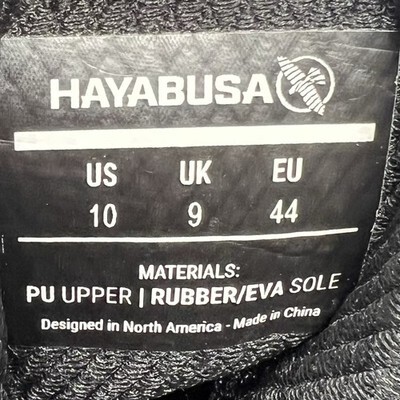 HAYABUSA
US UK EU
10 9 44
MATERIALS:
PU UPPER | RUBBER/EVA SOLE
Designed in North America - Made in China